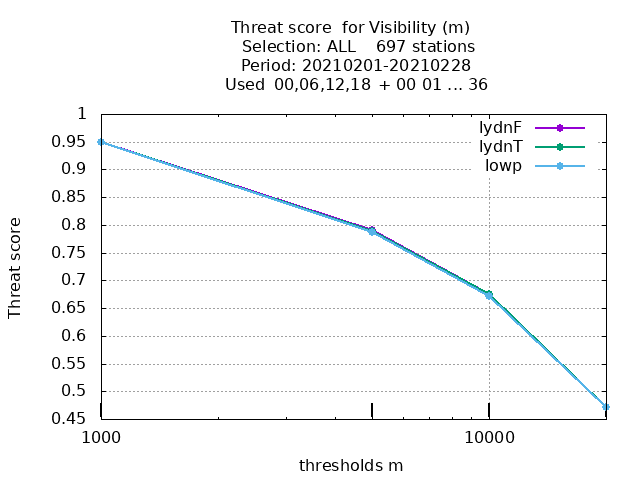 Threat score  for Visibility (m)
Selection: ALL    697 stations
Period: 20210201-20210228
Used  00,06,12,18  + 00 01 ... 36
1
0.95
0.9
0.85
0.8
0.75
0.7
0.65
0.6
0.55
0.5
0.45
Threat score
lydnF
lydnT
lowp
1000
10000
thresholds m